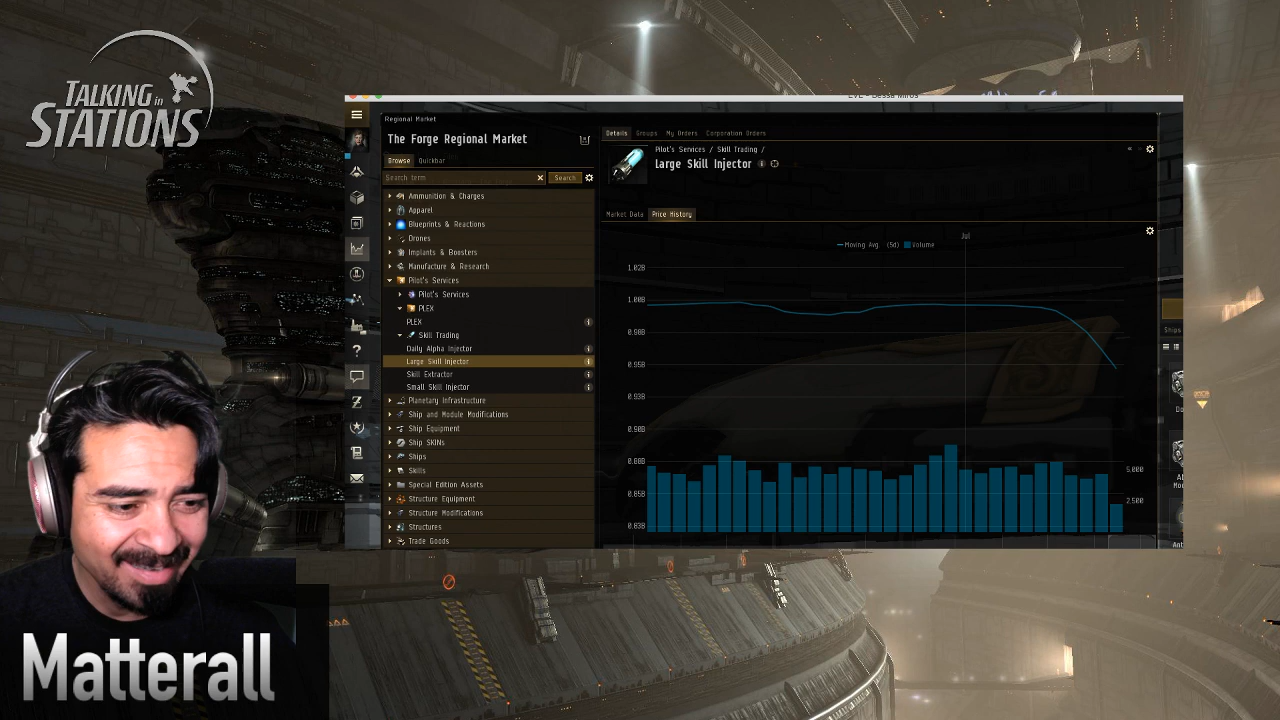 TALKING in
STATIONS
Regional Market
The Forge Regional Market
Browse Quickbar
Search term
Search
Ammunition & Charges
Apparel
Blueprints & Reactions
Drones
Implants & Boosters
Manufacture & Research
Pilot's Services
Pilot's Services
PLEX
PLEX
Skill Trading
Daily Alpha Injector
Large Skill Injector
Skill Extractor
Small Skill Injector
Planetary Infrastructure
Ship and Module Modifications
Ship Equipment
Ship SKINs
Ships
Skills
Special Edition Assets
Structure Equipment
Structure Modifications
Structures
Trade Goods
Details Groups My Orders Corporation Orders
Pilot's Services / Skill Trading /
Large Skill Injector
Market Data Price History
Jul
Moving Avg. (5d) Volume
1.02B
1.00B
0.98B
0.95B
0.93B
0.90B
0.88B
0.85B
0.83B
5,000
2,500
Ships
Matterall